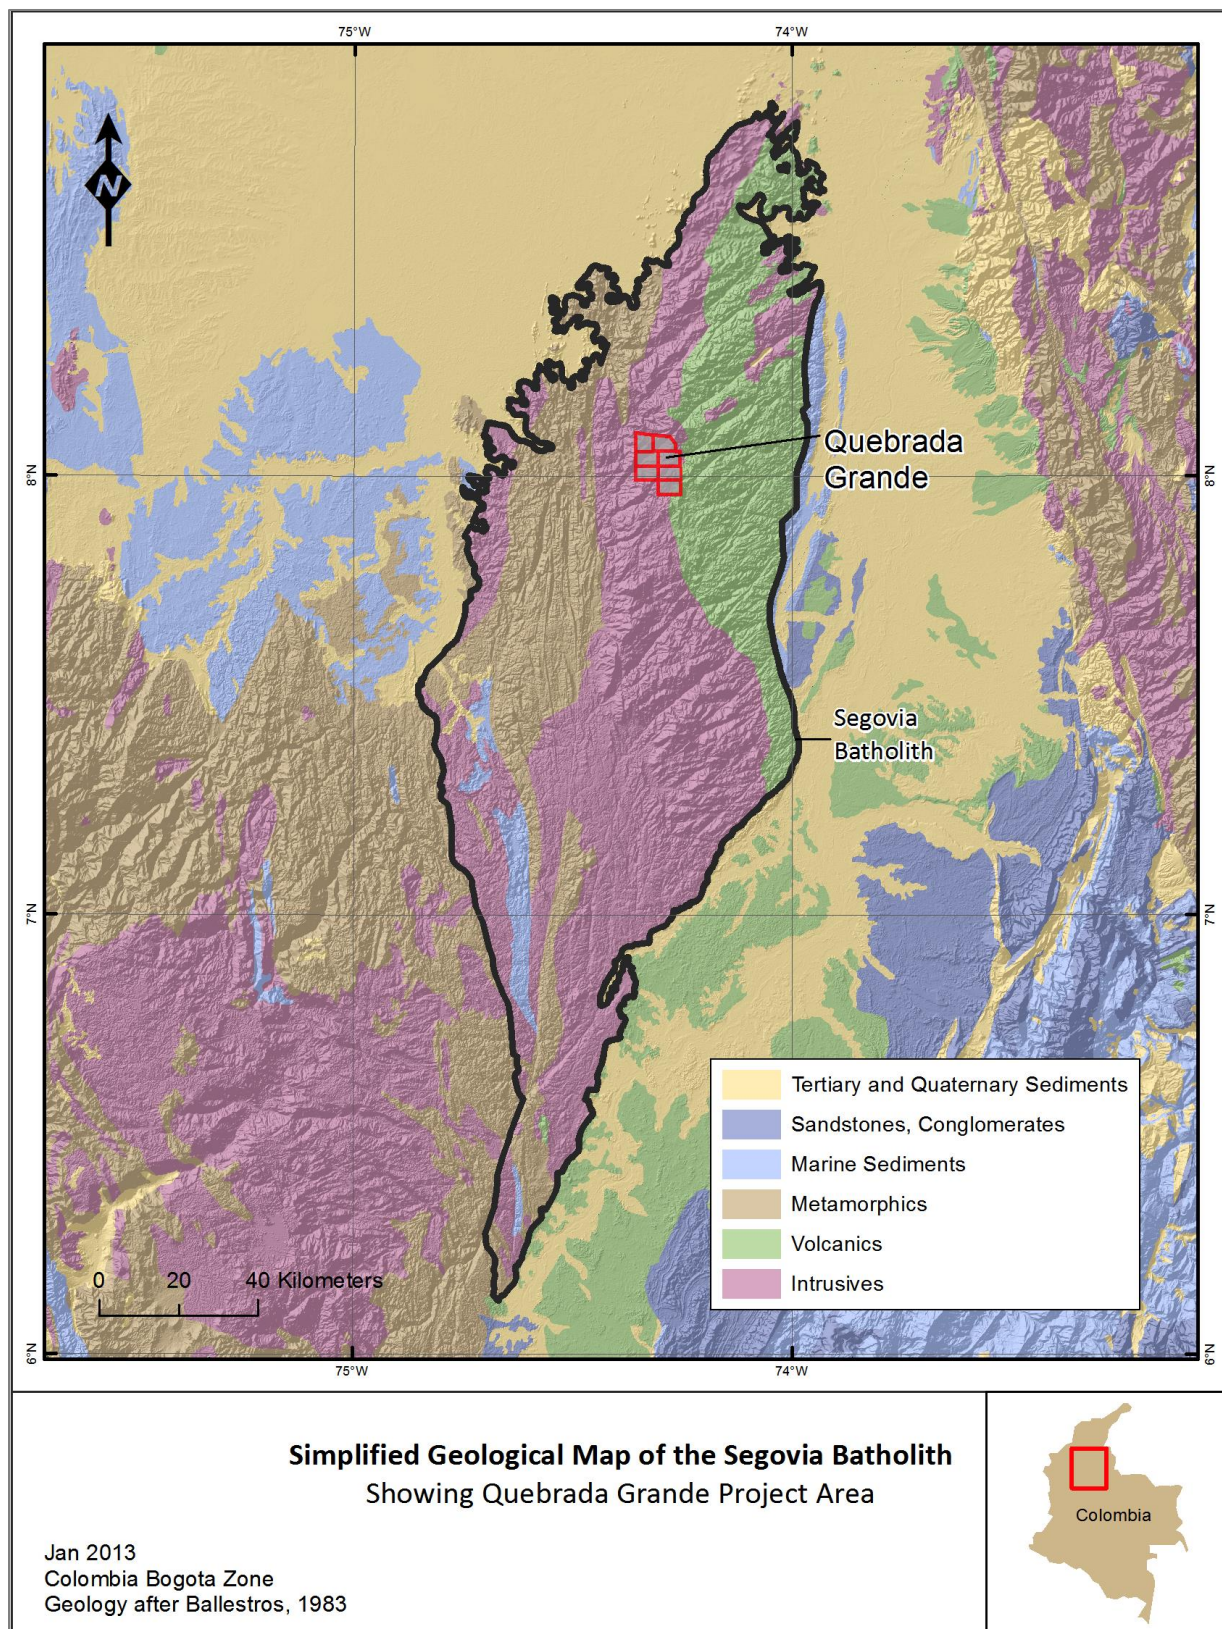 75°W
74°W
N
8°N
8°N
Quebrada
Grande
Segovia
Batholith
7°N
7°N
Tertiary and Quaternary Sediments
Sandstones, Conglomerates
Marine Sediments
Metamorphics
Volcanics
Intrusives
0 20 40 Kilometers
6°N
6°N
75°W
74°W
Simplified Geological Map of the Segovia Batholith
Showing Quebrada Grande Project Area
Colombia
Jan 2013
Colombia Bogota Zone
Geology after Ballestros, 1983